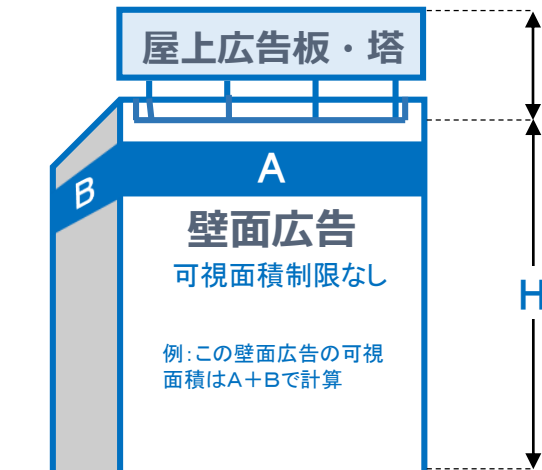 屋上広告板・塔
A
B
壁面広告
可視面積制限なし
H
例:この壁面広告の可視
面積はA+Bで計算